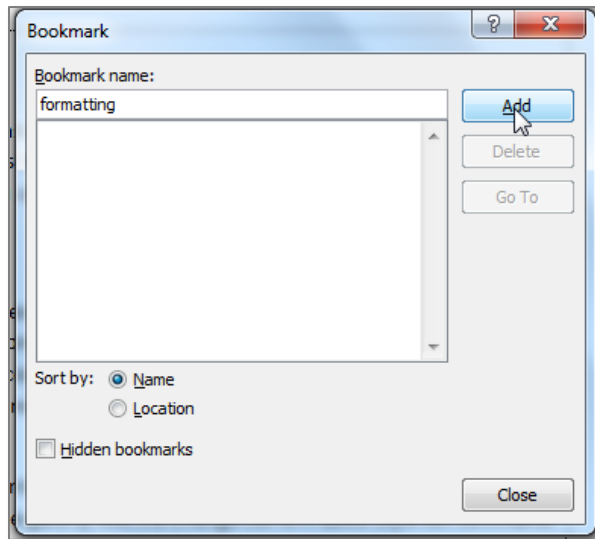 Bookmark
Bookmark name:
formatting
Add
Delete
Go To
Sort by: Name
Location
Hidden bookmarks
Close